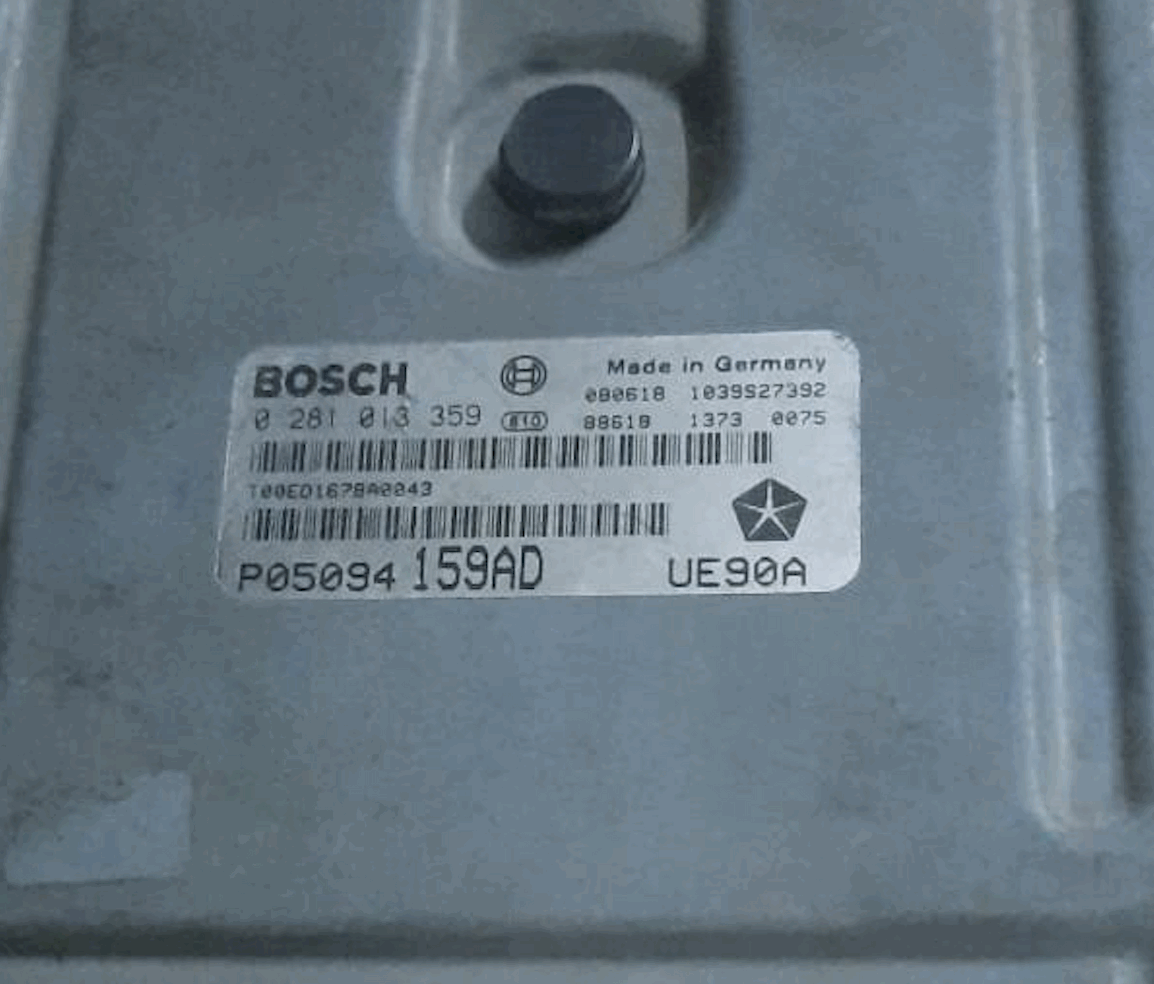 BOSCH
Made in Germany
0 281 013 359
080618 1039S27392
88618 1373 0075
T00ED1678A0043
P05094 159AD
UE90A